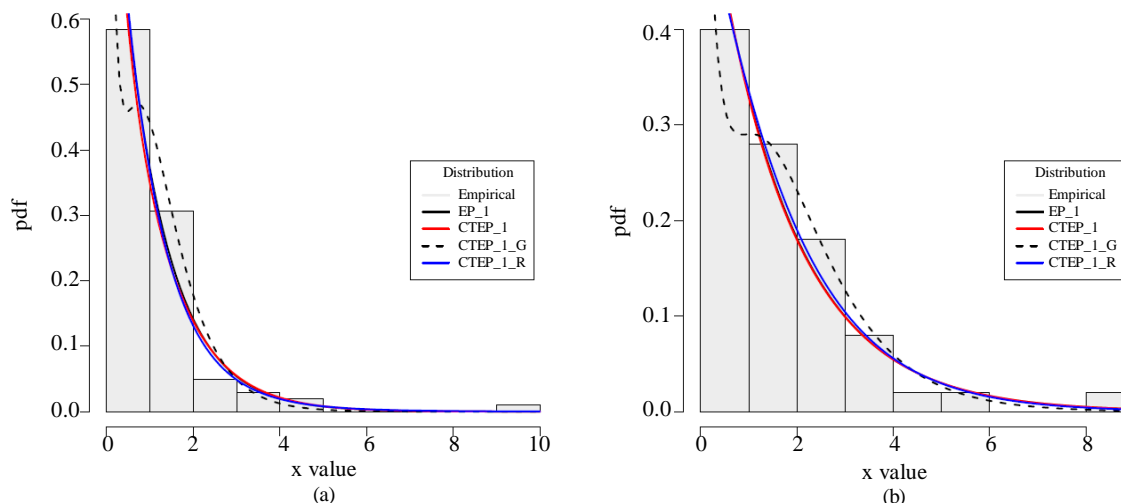 0.6
0.5
0.4
0.3
0.2
0.1
0.0
pdf
0 2 4 6 8 10
x value
(a)
Distribution
Empirical
EP_1
CTEP_1
CTEP_1_G
CTEP_1_R
0.4
0.3
0.2
0.1
0.0
pdf
0 2 4 6 8
x value
(b)
Distribution
Empirical
EP_1
CTEP_1
CTEP_1_G
CTEP_1_R